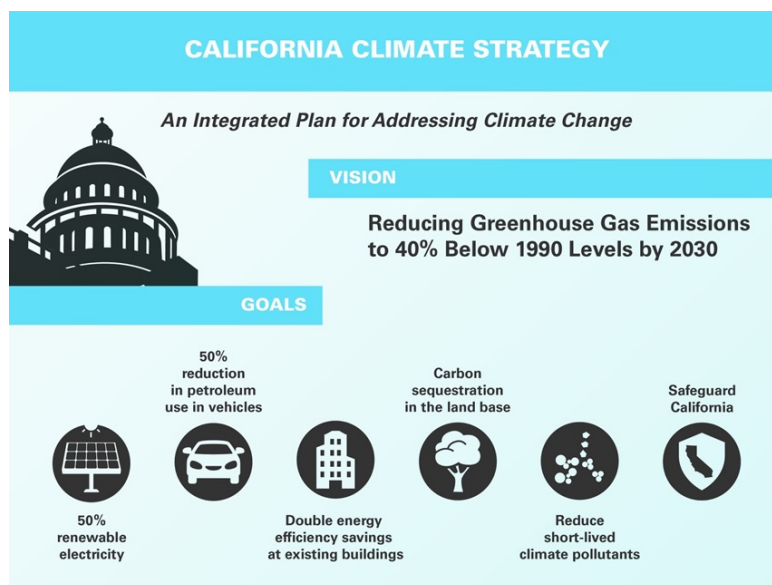 CALIFORNIA CLIMATE STRATEGY
An Integrated Plan for Addressing Climate Change
VISION
Reducing Greenhouse Gas Emissions
to 40% Below 1990 Levels by 2030
GOALS
50%
renewable
electricity
50%
reduction
in petroleum
use in vehicles
Double energy
efficiency savings
at existing buildings
Carbon
sequestration
in the land base
Reduce
short-lived
climate pollutants
Safeguard
California